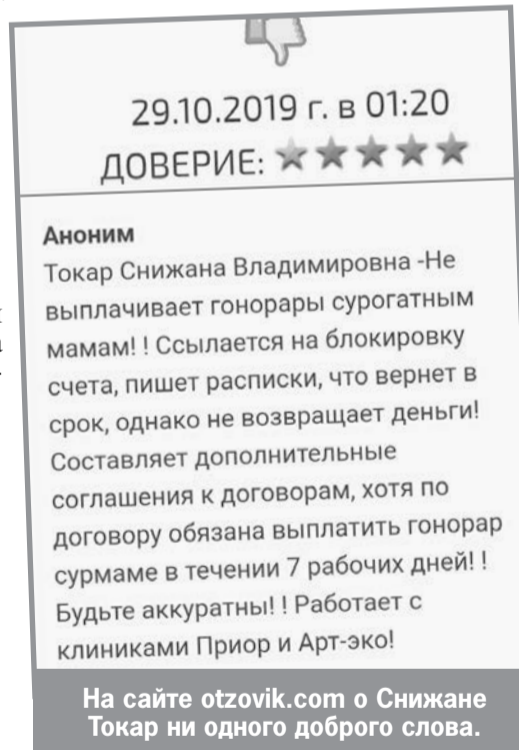 29.10.2019 г. в 01:20
ДОВЕРИЕ:
Аноним
Токар Снижана Владимировна -Не
выплачивает гонорары сурогатным
мамам! ! Ссылается на блокировку
счета, пишет расписки, что вернет в
срок, однако не возвращает деньги!
Составляет дополнительные
соглашения к договорам, хотя по
договору обязана выплатить гонорар
сурмаме в течении 7 рабочих дней! !
Будьте аккуратны! ! Работает с
клиниками Приор и Арт-эко!
На сайте otzovik.com о Снижане
Токар ни одного доброго слова.